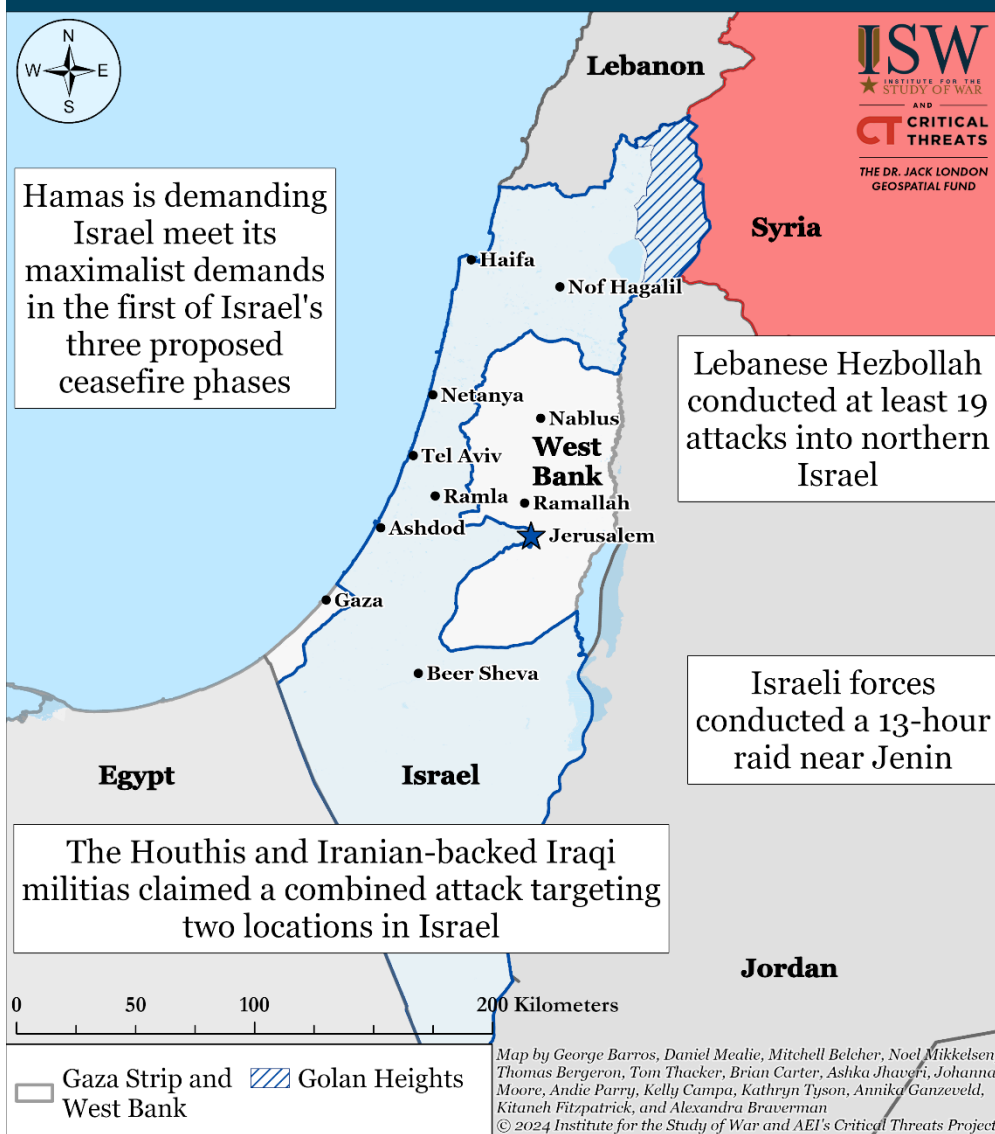 N
W
E
S
Lebanon
ISW
INSTITUTE FOR THE
STUDY OF WAR
AND
CT CRITICAL
THREATS
THE DR. JACK LONDON
GEOSPATIAL FUND
Hamas is demanding
Israel meet its
maximalist demands
in the first of Israel's
three proposed
ceasefire phases
Syria
Haifa
Nof Hagalil
Lebanese Hezbollah
conducted at least 19
attacks into northern
Israel
Netanya
Nablus
West
Bank
Tel Aviv
Ramla
Ramallah
Ashdod
Jerusalem
Gaza
Beer Sheva
Israeli forces
conducted a 13-hour
raid near Jenin
Egypt
Israel
The Houthis and Iranian-backed Iraqi
militias claimed a combined attack targeting
two locations in Israel
Jordan
0 50 100 200 Kilometers
Gaza Strip and
West Bank
Golan Heights
Map by George Barros, Daniel Mealie, Mitchell Belcher, Noel Mikkelsen
Thomas Bergeron, Tom Thacker, Brian Carter, Ashka Jhaveri, Johanna
Moore, Andie Parry, Kelly Campa, Kathryn Tyson, Annika Ganzeveld,
Kitaneh Fitzpatrick, and Alexandra Braverman
© 2024 Institute for the Study of War and AEI's Critical Threats Project